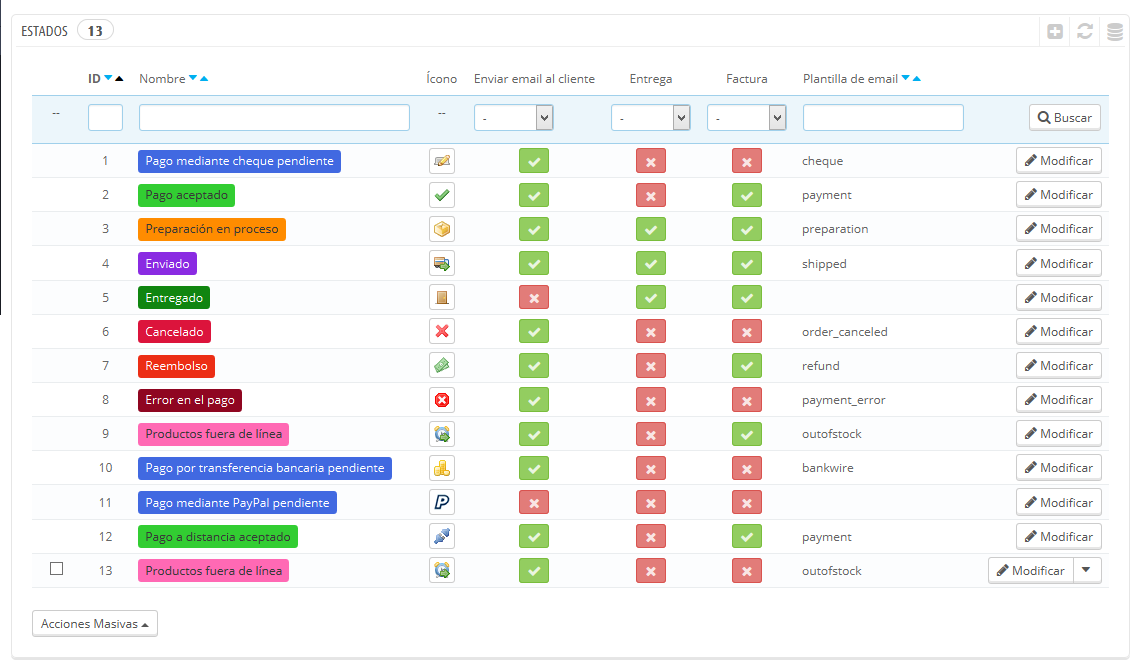 ESTADOS 13
ID Nombre Ícono Enviar email al cliente Entrega Factura Plantilla de email
-- -- - - - Buscar
1 Pago mediante cheque pendiente cheque Modificar
2 Pago aceptado payment Modificar
3 Preparación en proceso preparation Modificar
4 Enviado shipped Modificar
5 Entregado Modificar
6 Cancelado order_canceled Modificar
7 Reembolso refund Modificar
8 Error en el pago payment_error Modificar
9 Productos fuera de línea outofstock Modificar
10 Pago por transferencia bancaria pendiente bankwire Modificar
11 Pago mediante PayPal pendiente Modificar
12 Pago a distancia aceptado payment Modificar
13 Productos fuera de línea outofstock Modificar
Acciones Masivas